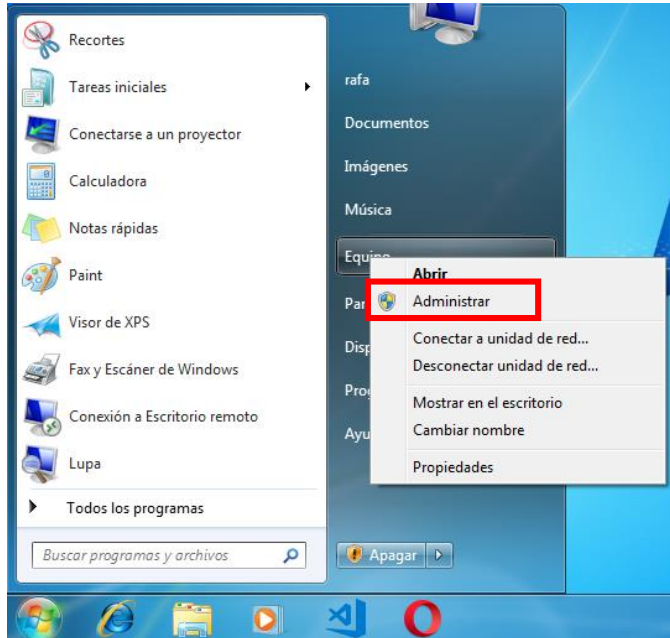 Recortes
Tareas iniciales
Conectarse a un proyector
Calculadora
Notas rápidas
Paint
Visor de XPS
Fax y Escáner de Windows
Conexión a Escritorio remoto
Lupa
Todos los programas
Buscar programas y archivos
rafa
Documentos
Imágenes
Música
Equipo
Abrir
Administrar
Conectar a unidad de red...
Desconectar unidad de red...
Mostrar en el escritorio
Cambiar nombre
Propiedades
Apagar